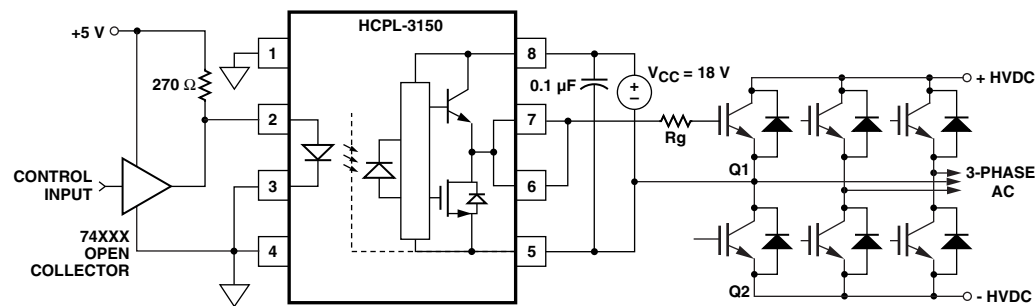 HCPL-3150
+5 V
270 Ω
CONTROL
INPUT
74XXX
OPEN
COLLECTOR
1
2
3
4
8
7
6
5
0.1 µF
VCC = 18 V
+
−
Rg
Q1
Q2
+ HVDC
3-PHASE
AC
- HVDC